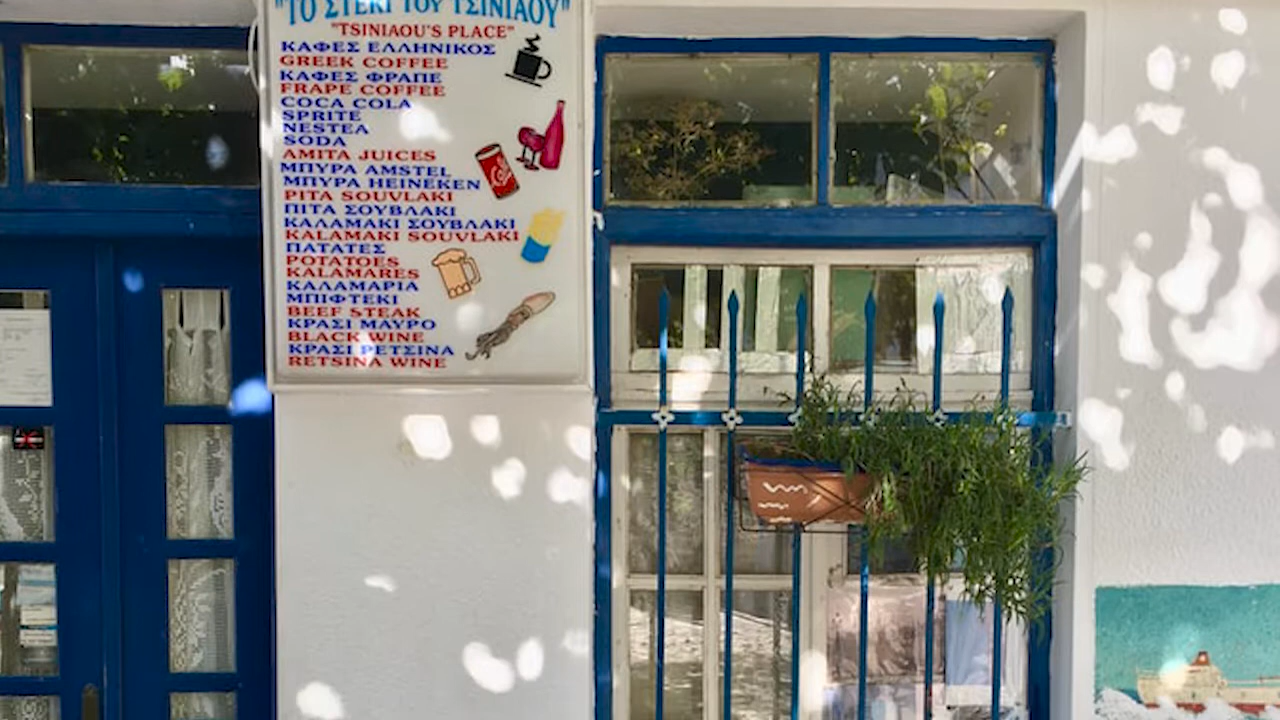 "ΤΟ ΣΤΕΚΙ ΤΟΥ ΤΣΙΝΙΑΟΥ"
"TSINIAOU'S PLACE"
ΚΑΦΕΣ ΕΛΛΗΝΙΚΟΣ
GREEK COFFEE
ΚΑΦΕΣ ΦΡΑΠΕ
FRAPE COFFEE
COCA COLA
SPRITE
NESTEA
SODA
AMITA JUICES
ΜΠΥΡΑ AMSTEL
ΜΠΥΡΑ HEINEKEN
PITA SOUVLAKI
ΠΙΤΑ ΣΟΥΒΛΑΚΙ
ΚΑΛΑΜΑΚΙ ΣΟΥΒΛΑΚΙ
KALAMAKI SOUVLAKI
ΠΑΤΑΤΕΣ
POTATOES
KALAMARES
ΚΑΛΑΜΑΡΙΑ
ΜΠΙΦΤΕΚΙ
BEEF STEAK
ΚΡΑΣΙ ΜΑΥΡΟ
BLACK WINE
ΚΡΑΣΙ ΡΕΤΣΙΝΑ
RETSINA WINE